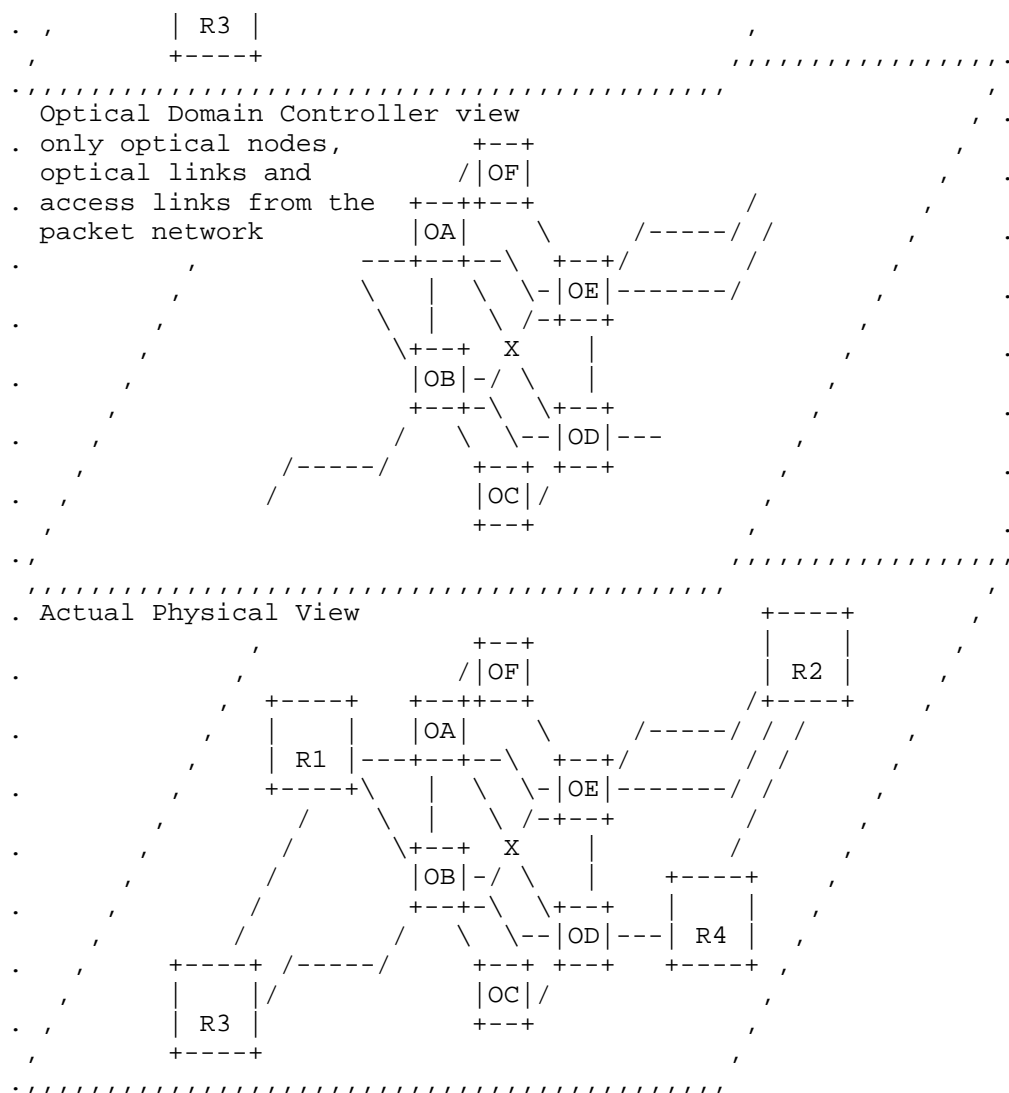 R3
Optical Domain Controller view
only optical nodes,
optical links and OF
access links from the
packet network OA
OE
X
OB
OD
OC
Actual Physical View
OF R2
OA
R1
OE
X
OB
OD R4
OC
R3